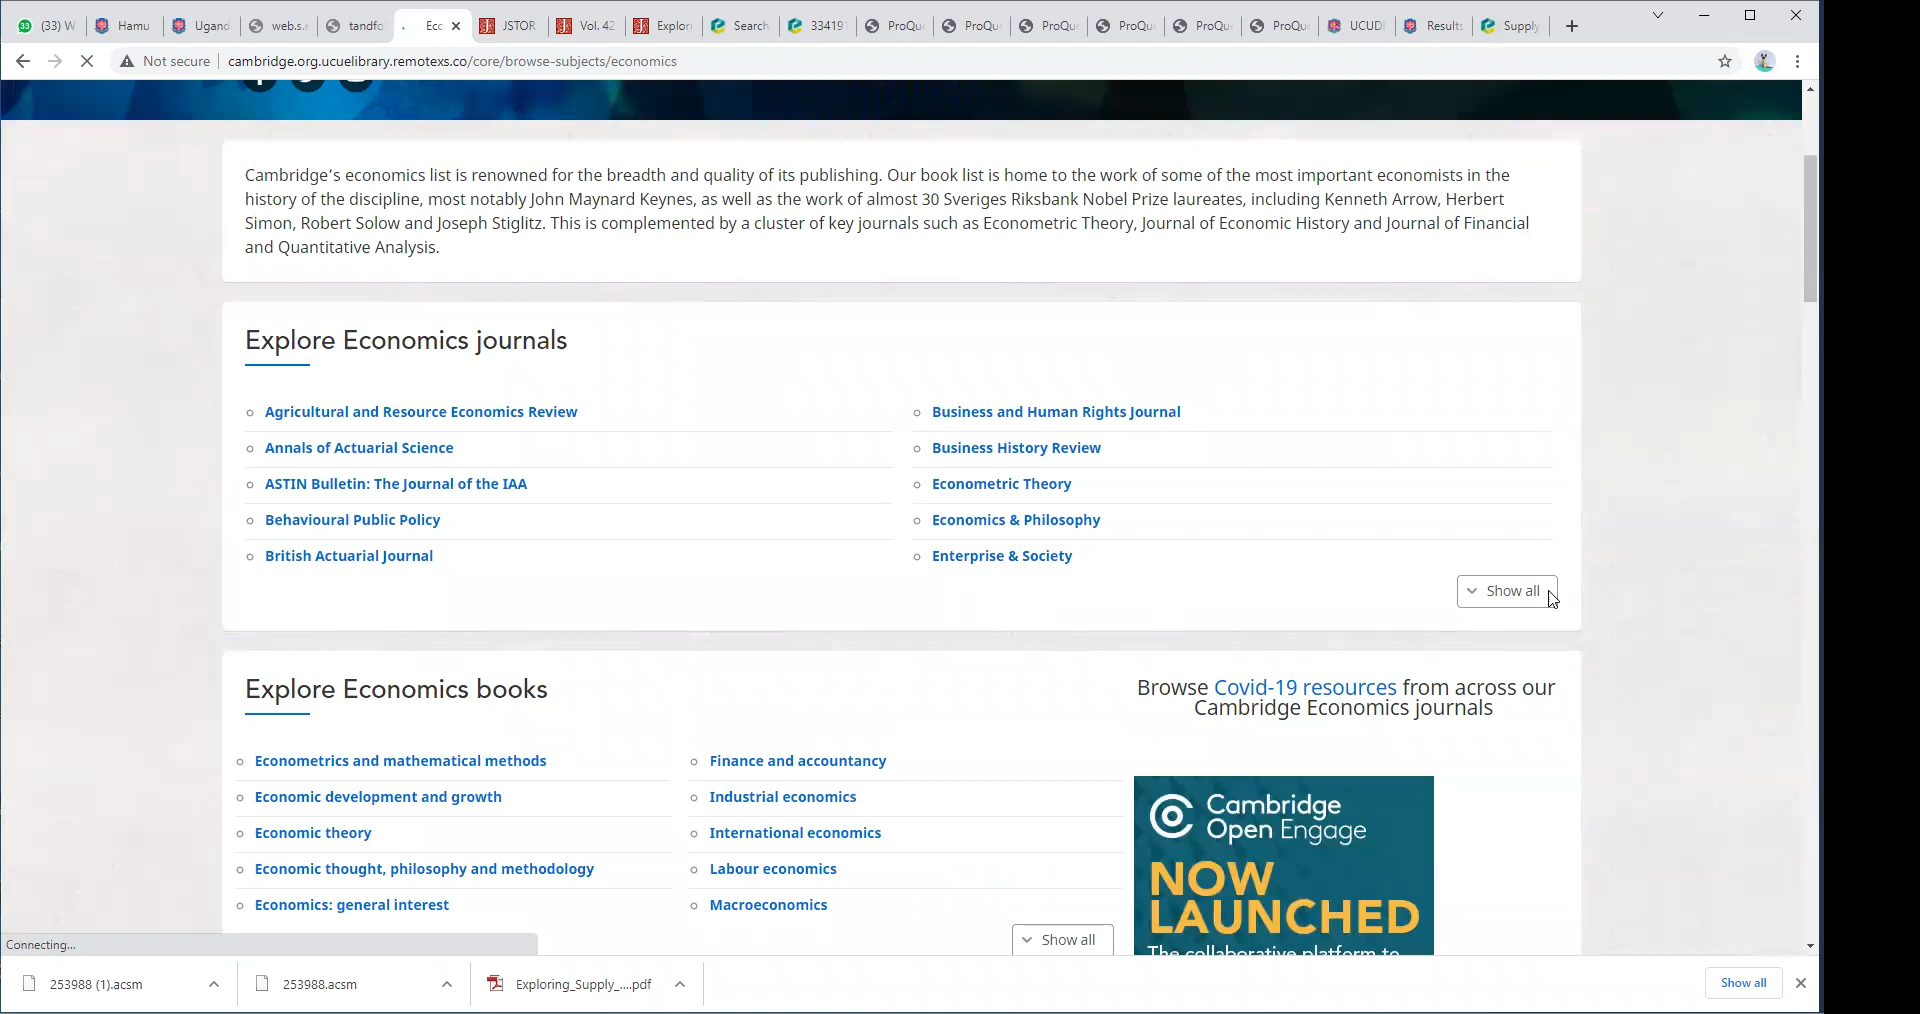 (33) W
Hamu
Ugand
web.s.e
tandfo
Ecc
JSTOR
Vol. 42
Explori
Search
33419
ProQu
ProQu
ProQu
ProQu
ProQu
ProQu
UCUDI
Results
Supply
Not secure
cambridge.org.ucuelibrary.remotexs.co/core/browse-subjects/economics
Cambridge’s economics list is renowned for the breadth and quality of its publishing. Our book list is home to the work of some of the most important economists in the
history of the discipline, most notably John Maynard Keynes, as well as the work of almost 30 Sveriges Riksbank Nobel Prize laureates, including Kenneth Arrow, Herbert
Simon, Robert Solow and Joseph Stiglitz. This is complemented by a cluster of key journals such as Econometric Theory, Journal of Economic History and Journal of Financial
and Quantitative Analysis.
Explore Economics journals
Agricultural and Resource Economics Review
Annals of Actuarial Science
ASTIN Bulletin: The Journal of the IAA
Behavioural Public Policy
British Actuarial Journal
Business and Human Rights Journal
Business History Review
Econometric Theory
Economics & Philosophy
Enterprise & Society
Show all
Explore Economics books
Econometrics and mathematical methods
Economic development and growth
Economic theory
Economic thought, philosophy and methodology
Economics: general interest
Finance and accountancy
Industrial economics
International economics
Labour economics
Macroeconomics
Show all
Browse Covid-19 resources from across our
Cambridge Economics journals
Cambridge
Open Engage
NOW
LAUNCHED
The collaborative platform to
Connecting...
253988 (1).acsm
253988.acsm
Exploring_Supply_....pdf
Show all